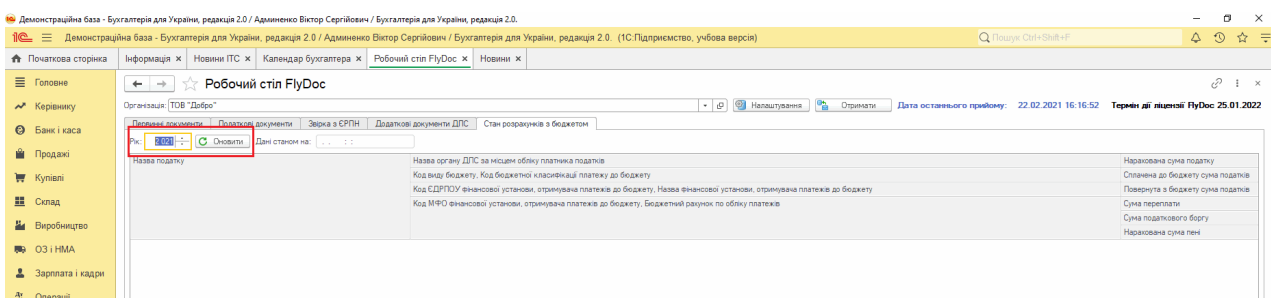 Демонстраційна база - Бухгалтерія для України, редакція 2.0 / Админенко Віктор Сергійович / Бухгалтерія для України, редакція 2.0.
Демонстраційна база - Бухгалтерія для України, редакція 2.0 / Админенко Віктор Сергійович / Бухгалтерія для України, редакція 2.0. (1С:Підприємство, учбова версія)
Пошук Ctrl+Shift+F
Початкова сторінка Інформація × Новини ІТС × Календар бухгалтера × Робочий стіл FlyDoc × Новини ×
Головне
Робочий стіл FlyDoc
Керівнику
Організація: ТОВ "Добро" Налаштування Отримати Дата останнього прийому: 22.02.2021 16:16:52 Термін дії ліцензії FlyDoc 25.01.2022
Банк і каса
Первинні документи Податкові документи Звірка з ЄРПН Додаткові документи ДПС Стан розрахунків з бюджетом
Рік: 2 021 Оновити Дані станом на: . . : :
Продажі
Назва податку Назва органу ДПС за місцем обліку платника податків Нарахована сума податку
Купівлі
Код виду бюджету, Код бюджетної класифікації платежу до бюджету Сплачена до бюджету сума податків
Код ЄДРПОУ фінансової установи, отримувача платежів до бюджету, Назва фінансової установи, отримувача платежів до бюджету Повернута з бюджету сума податків
Склад
Код МФО фінансової установи, отримувача платежів до бюджету, Бюджетний рахунок по обліку платежів Сума переплати
Сума податкового боргу
Виробництво
Нарахована сума пені
ОЗ і НМА
Зарплата і кадри
Операції